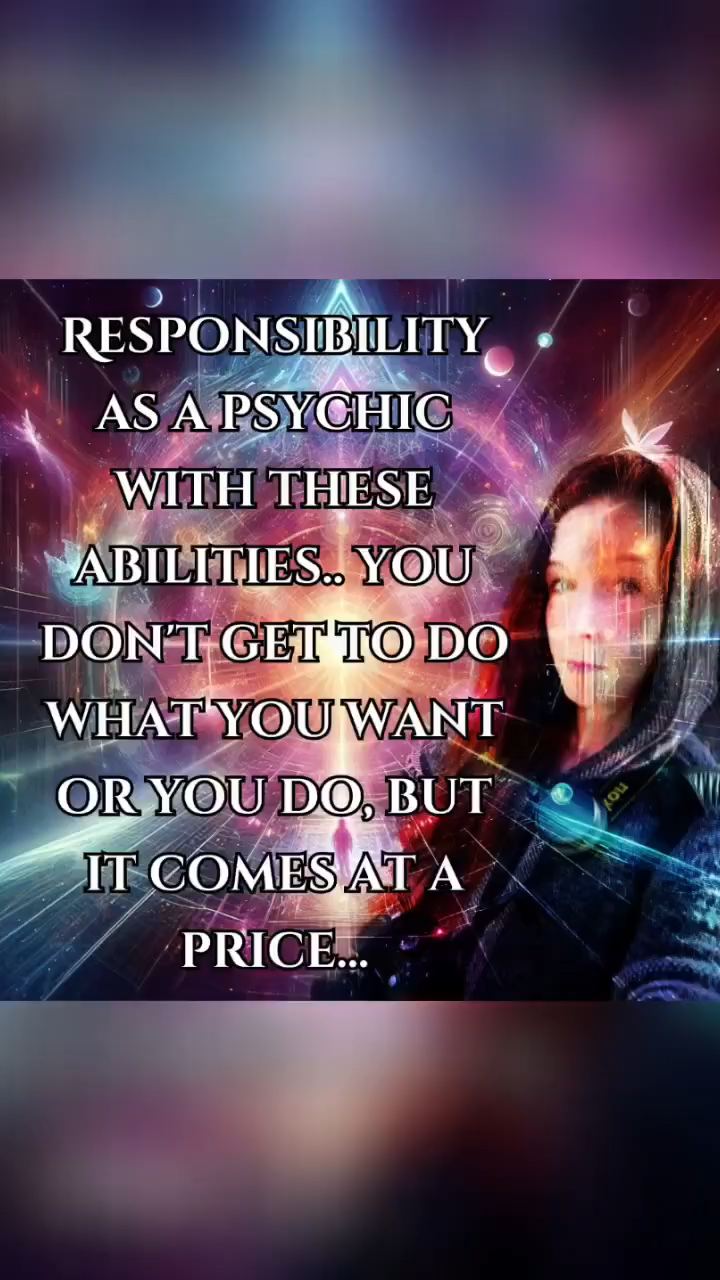 Responsibility
as a psychic
with these
abilities.. you
don't get to do
what you want
or you do, but
it comes at a
price...